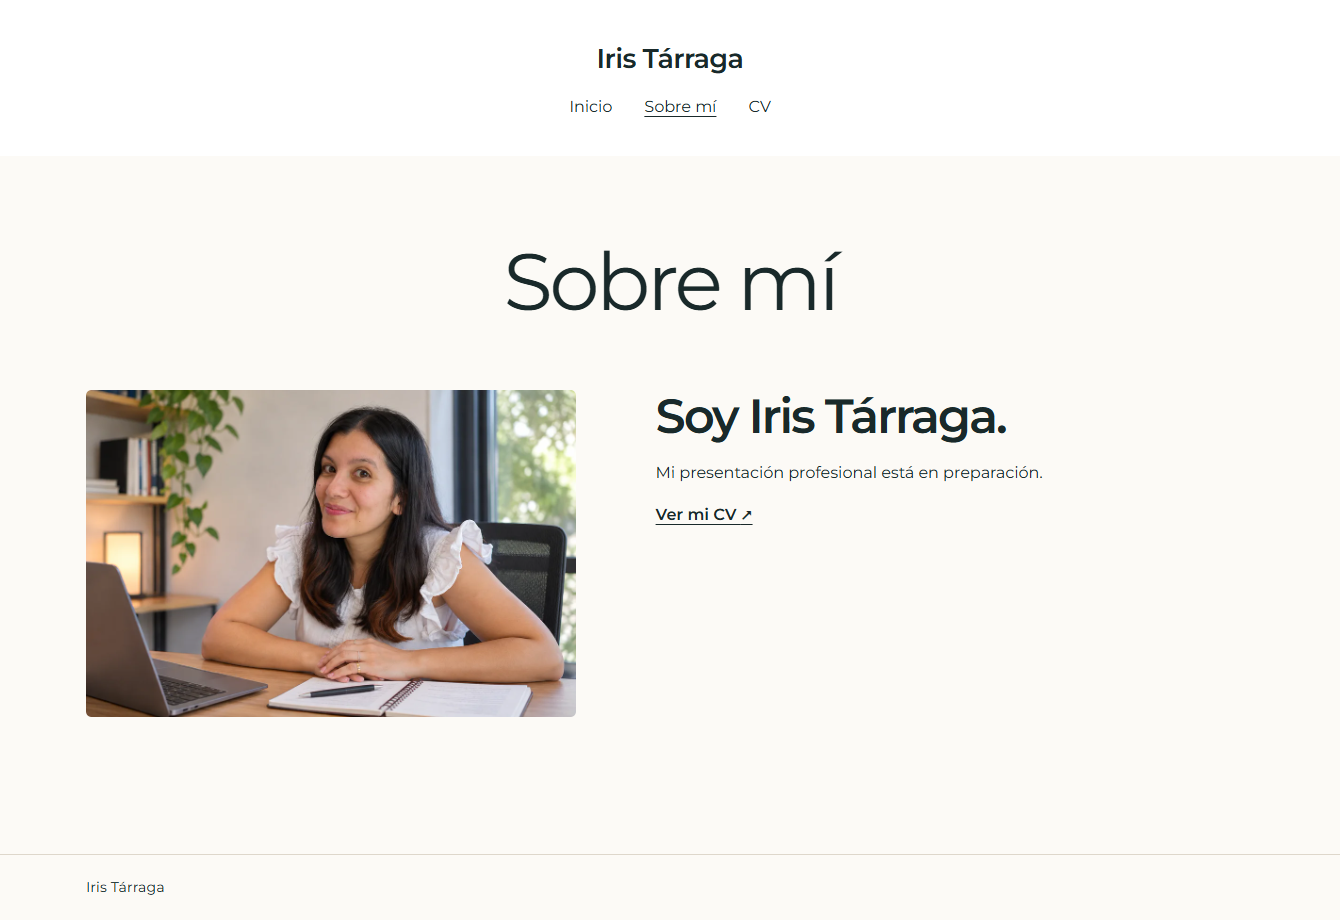 Iris Tárraga
Inicio Sobre mí CV
Sobre mí
Soy Iris Tárraga.
Mi presentación profesional está en preparación.
Ver mi CV ↗
Iris Tárraga